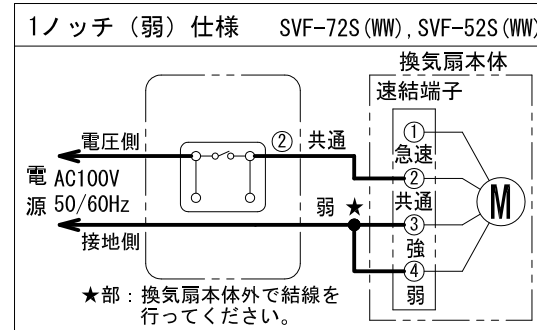 1ノッチ（弱）仕様 SVF-72S(WW), SVF-52S(WW)
換気扇本体
速結端子
①
急速
②
共通
③
強
④
弱
M
電圧側
② 共通
電源 AC100V
50/60Hz
弱 ★
接地側
★部：換気扇本体外で結線を
行ってください。